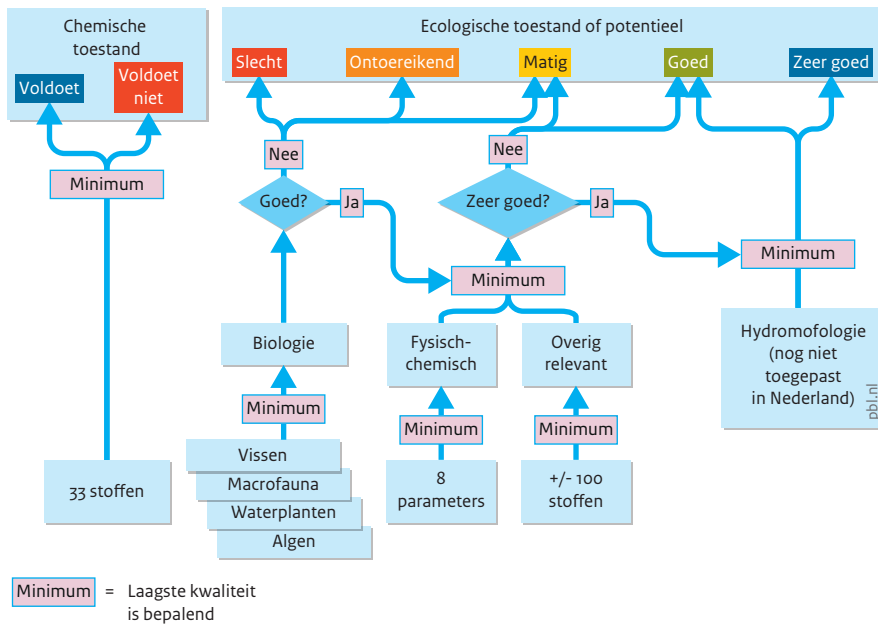 Chemische
toestand
Voldoet
Voldoet
niet
Minimum
33 stoffen
Ecologische toestand of potentieel
Slecht
Ontoereikend
Matig
Goed
Zeer goed
Nee
Goed?
Ja
Nee
Zeer goed?
Ja
Minimum
Minimum
Biologie
Fysisch-
chemisch
Overig
relevant
Hydromofologie
(nog niet
toegepast
in Nederland)
Minimum
Minimum
Minimum
Vissen
Macrofauna
Waterplanten
Algen
8
parameters
+/- 100
stoffen
pbl.nl
Minimum = Laagste kwaliteit
is bepalend